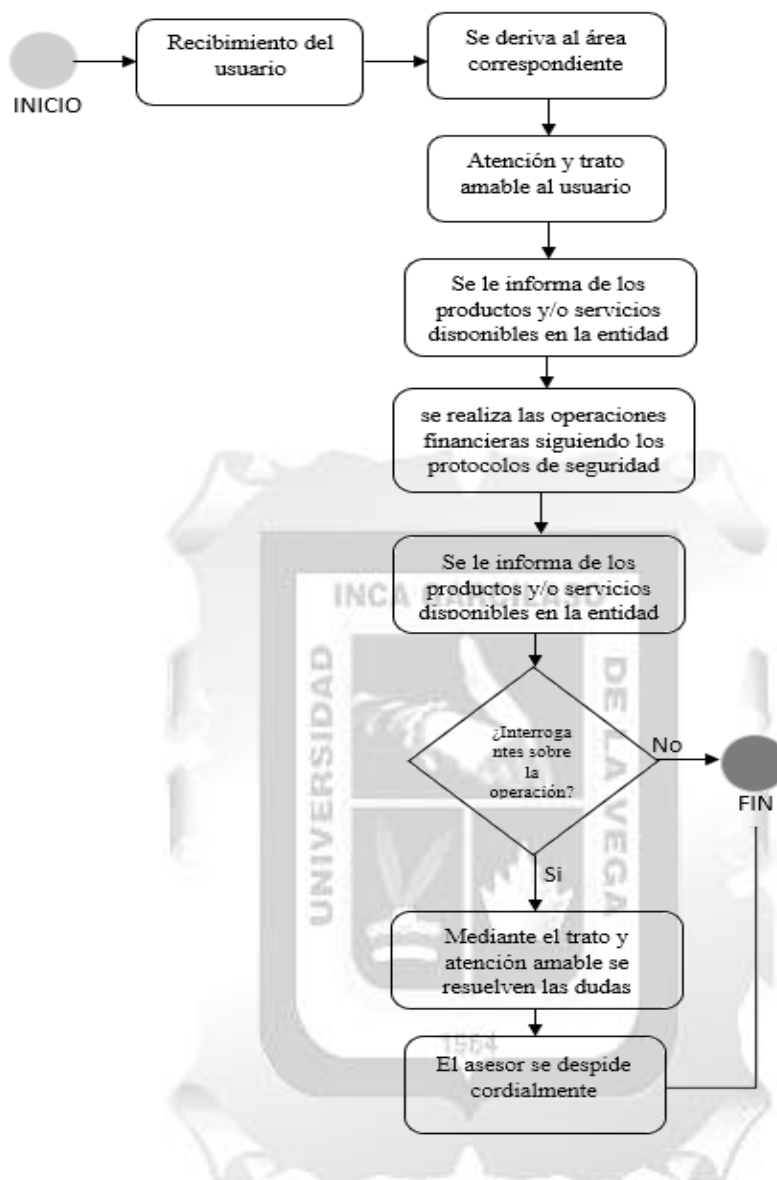 INICIO
Recibimiento del
usuario
Se deriva al área
correspondiente
Atención y trato
amable al usuario
Se le informa de los
productos y/o servicios
disponibles en la entidad
se realiza las operaciones
financieras siguiendo los
protocolos de seguridad
Se le informa de los
productos y/o servicios
disponibles en la entidad
¿Interroga
ntes sobre
la
operación?
No
FIN
Si
Mediante el trato y
atención amable se
resuelven las dudas
El asesor se despide
cordialmente
UNIVERSIDAD
INCA GARCILASO
DE LA VEGA
1964